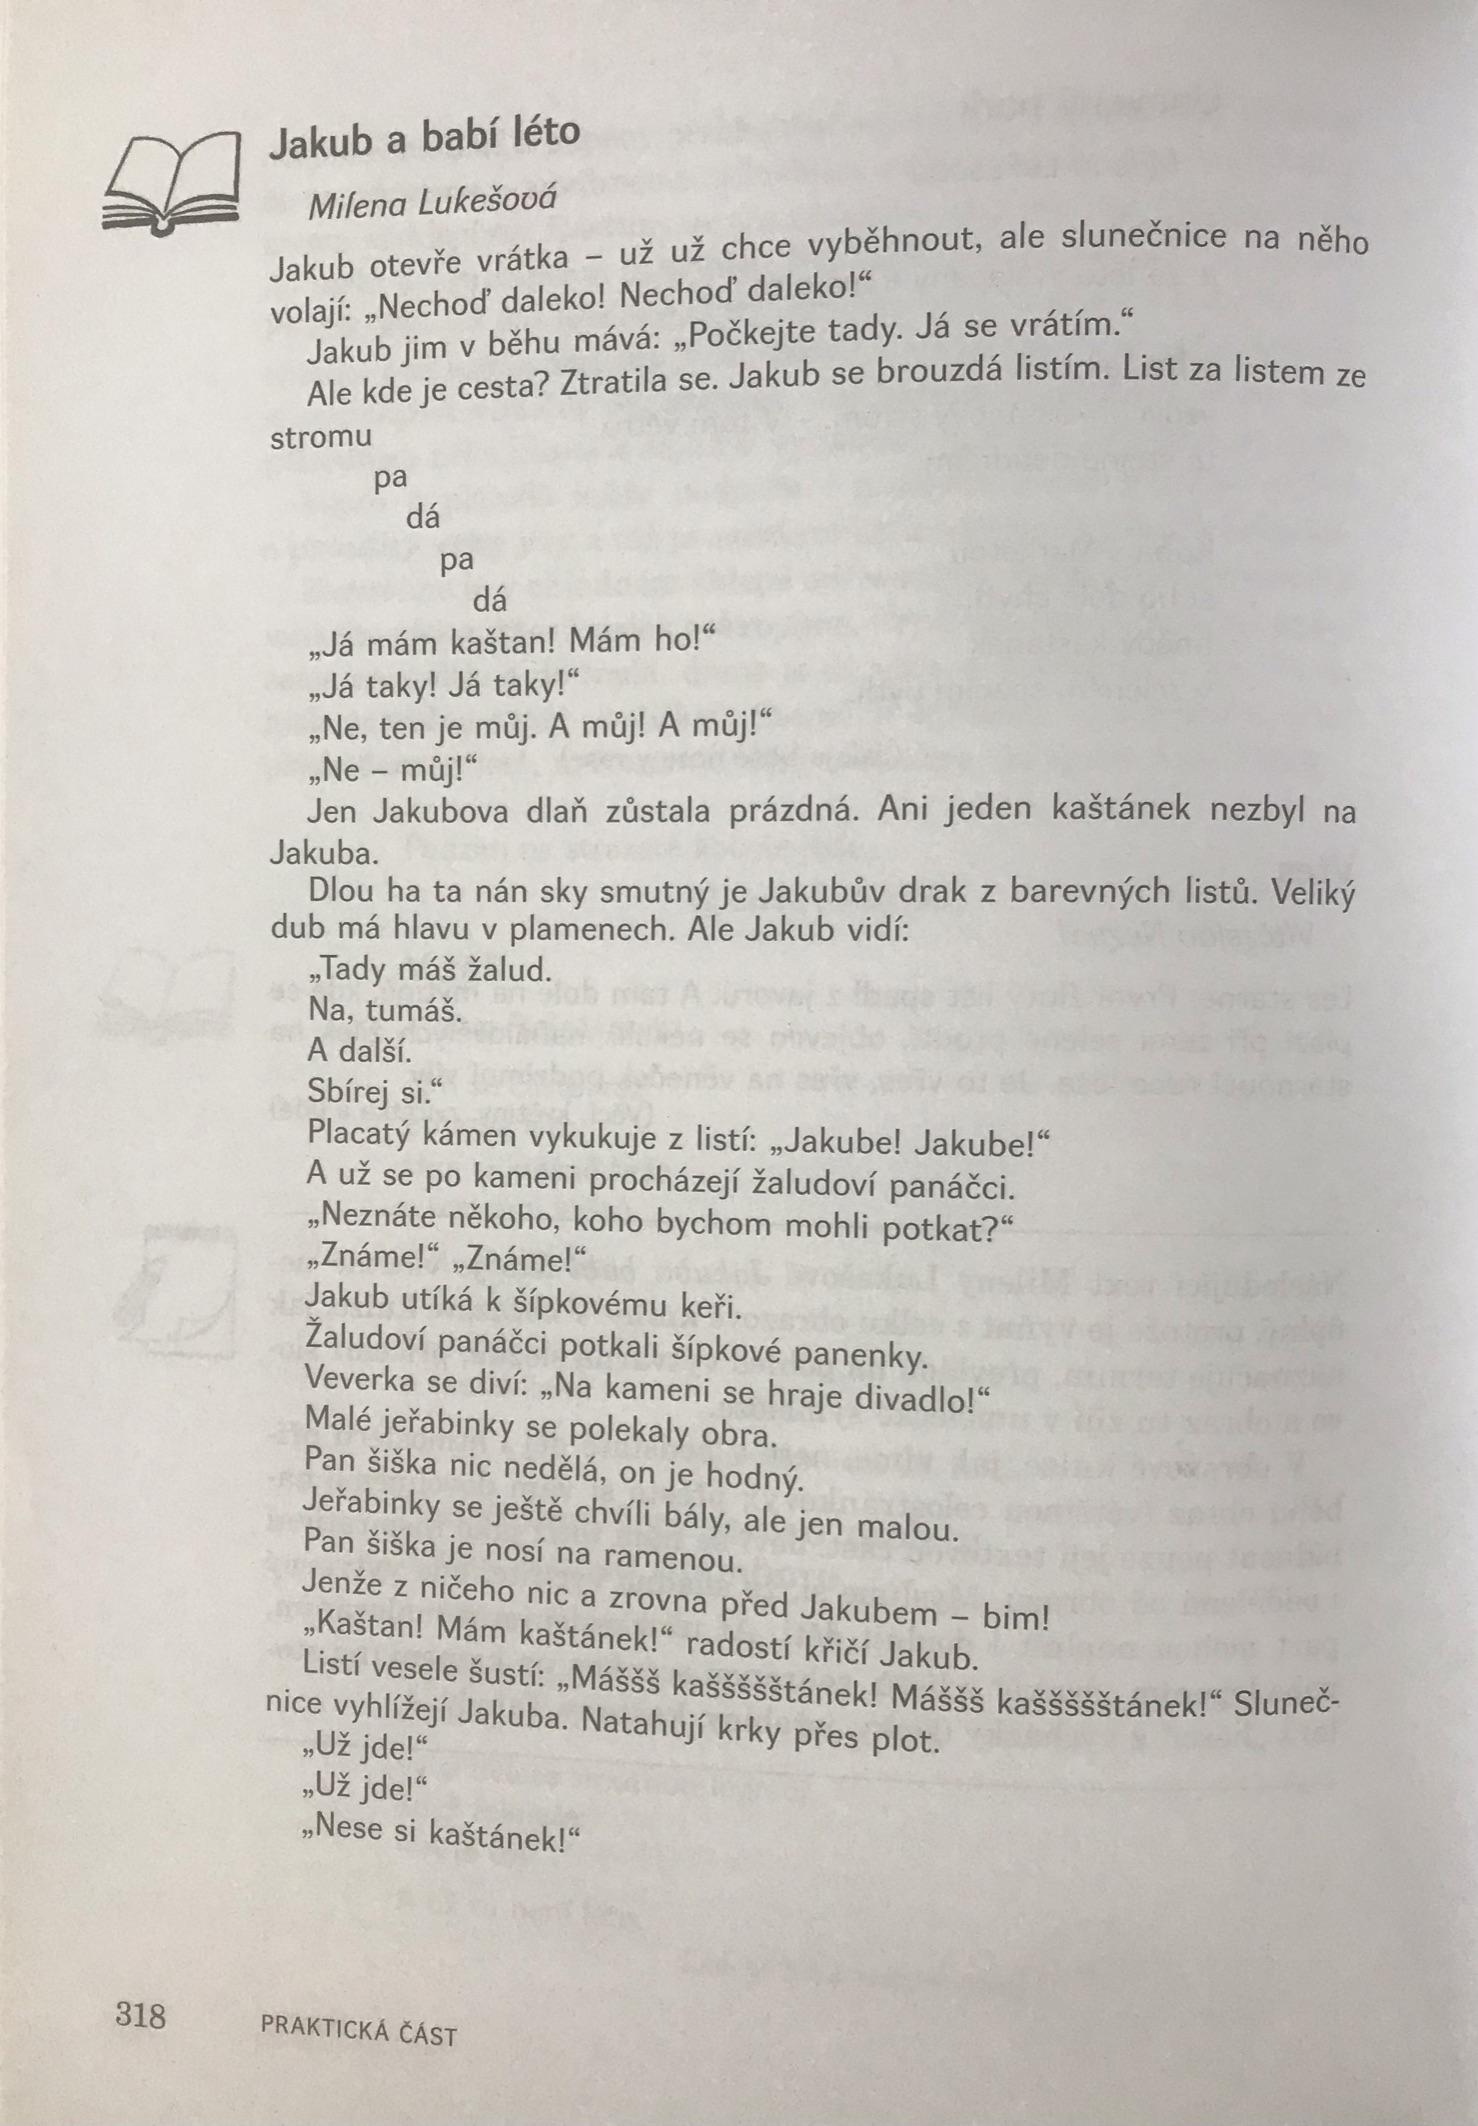 Jakub a babí léto
Milena Lukešová
Jakub otevře vrátka – už už chce vyběhnout, ale slunečnice na něho
volají: „Nechoď daleko! Nechoď daleko!“
Jakub jim v běhu mává: „Počkejte tady. Já se vrátím.“
Ale kde je cesta? Ztratila se. Jakub se brouzdá listím. List za listem ze
stromu
pa
dá
pa
dá
„Já mám kaštan! Mám ho!“
„Já taky! Já taky!“
„Ne, ten je můj. A můj! A můj!“
„Ne – můj!“
Jen Jakubova dlaň zůstala prázdná. Ani jeden kaštánek nezbyl na
Jakuba.
Dlou ha ta nán sky smutný je Jakubův drak z barevných listů. Veliký
dub má hlavu v plamenech. Ale Jakub vidí:
„Tady máš žalud.
Na, tumáš.
A další.
Sbírej si.“
Placatý kámen vykukuje z listí: „Jakube! Jakube!“
A už se po kameni procházejí žaludoví panáčci.
„Neznáte někoho, koho bychom mohli potkat?“
„Známe!“ „Známe!“
Jakub utíká k šípkovému keři.
Žaludoví panáčci potkali šípkové panenky.
Veverka se diví: „Na kameni se hraje divadlo!“
Malé jeřabinky se polekaly obra.
Pan šiška nic nedělá, on je hodný.
Jeřabinky se ještě chvíli bály, ale jen malou.
Pan šiška je nosí na ramenou.
Jenže z ničeho nic a zrovna před Jakubem – bim!
„Kaštan! Mám kaštánek!“ radostí křičí Jakub.
Listí vesele šustí: „Máššš kaššššštánek! Máššš kaššššštánek!“ Sluneč-
nice vyhlížejí Jakuba. Natahují krky přes plot.
„Už jde!“
„Už jde!“
„Nese si kaštánek!“
318 PRAKTICKÁ ČÁST